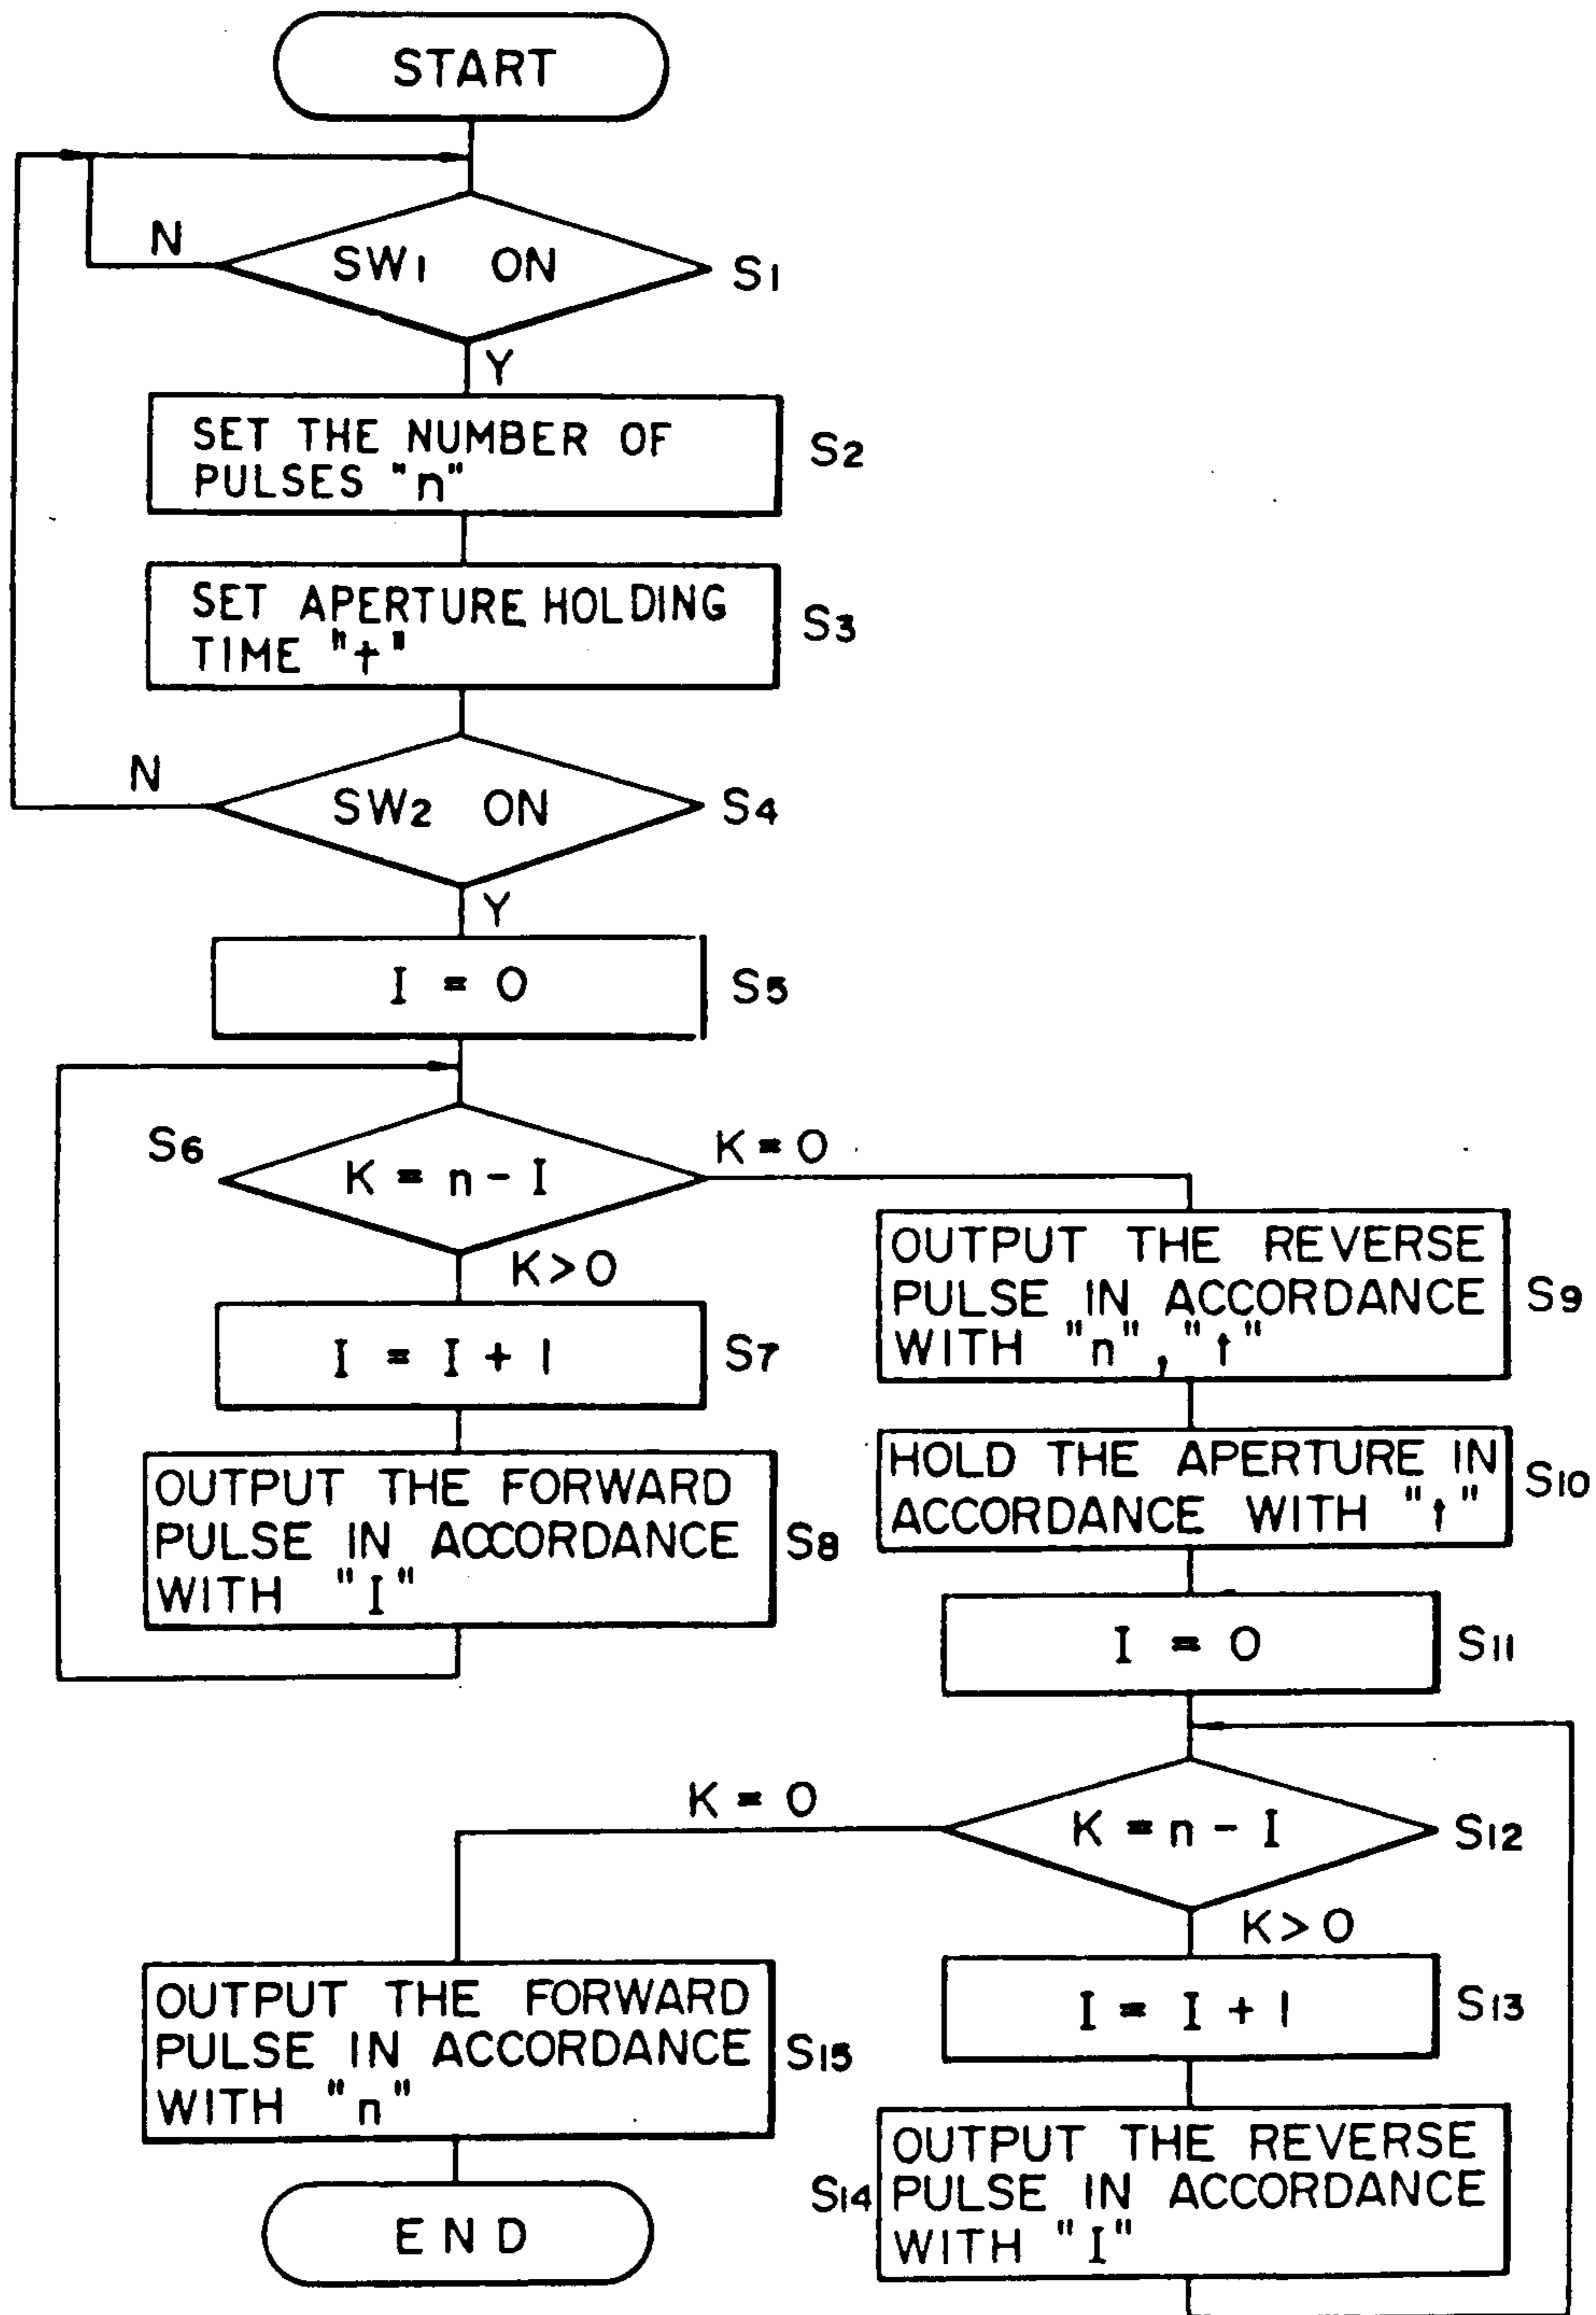 START
N
SW1 ON
S1
Y
SET THE NUMBER OF
PULSES "n"
S2
SET APERTURE HOLDING
TIME "t"
S3
N
SW2 ON
S4
Y
I = 0
S5
S6
K = n - I
K = 0
K > 0
I = I + 1
S7
OUTPUT THE FORWARD
PULSE IN ACCORDANCE
WITH "I"
S8
OUTPUT THE REVERSE
PULSE IN ACCORDANCE
WITH "n", "t"
S9
HOLD THE APERTURE IN
ACCORDANCE WITH "t"
S10
I = 0
S11
K = 0
K = n - I
S12
K > 0
I = I + 1
S13
OUTPUT THE REVERSE
PULSE IN ACCORDANCE
WITH "I"
S14
OUTPUT THE FORWARD
PULSE IN ACCORDANCE
WITH "n"
S15
END